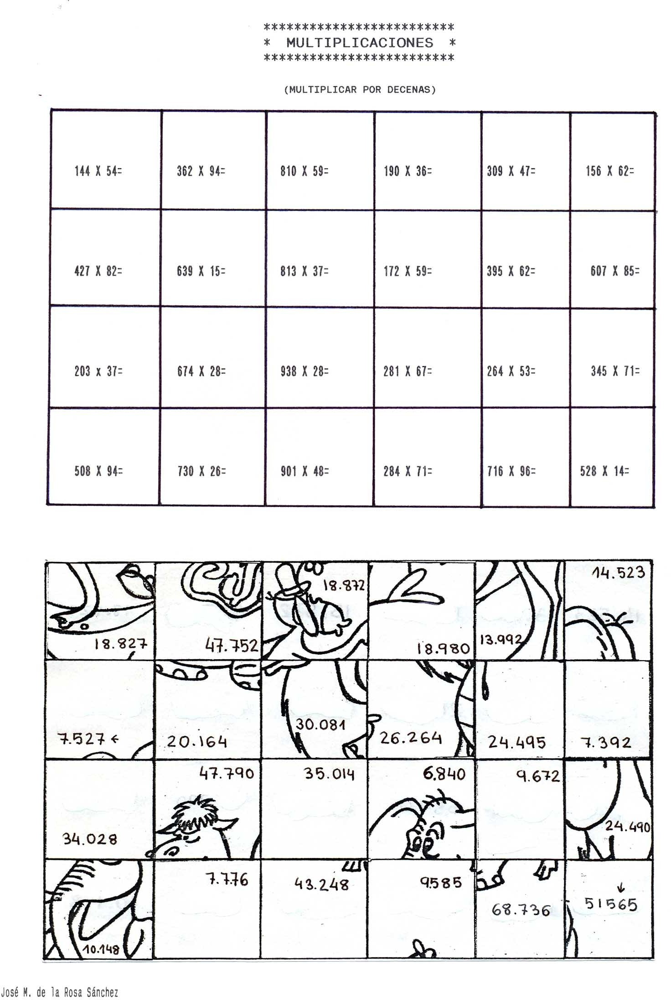 *************************
* MULTIPLICACIONES *
*************************
(MULTIPLICAR POR DECENAS)
144 X 54= 362 X 94= 810 X 59= 190 X 36= 309 X 47= 156 X 62=
427 X 82= 639 X 15= 813 X 37= 172 X 59= 395 X 62= 607 X 85=
203 x 37= 674 X 28= 938 X 28= 281 X 67= 264 X 53= 345 X 71=
508 X 94= 730 X 26= 901 X 48= 284 X 71= 716 X 96= 528 X 14=
18.827 47.752 18.872 18.980 13.992 14.523
7.527 ← 20.164 30.081 26.264 24.495 7.392
34.028 47.790 35.014 6.840 9.672 24.490
10.148 7.776 43.248 9585 68.736 ↓ 51565
José M. de la Rosa Sánchez